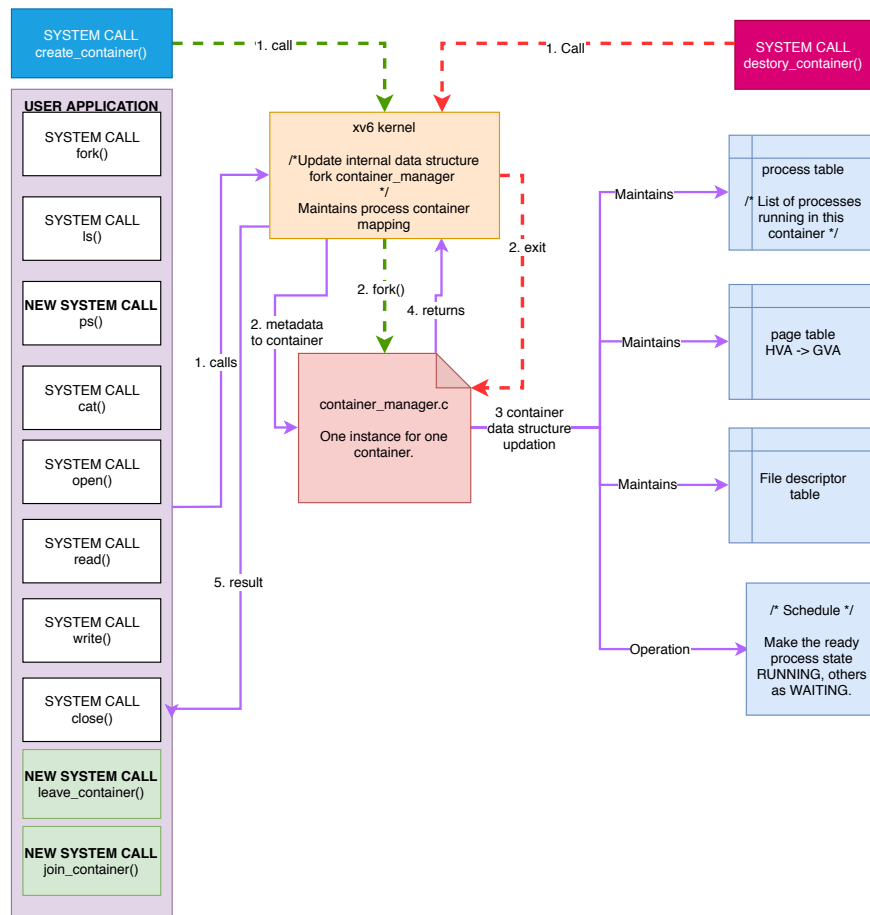 SYSTEM CALL
create_container()
1. call
1. Call
SYSTEM CALL
destory_container()
USER APPLICATION
SYSTEM CALL
fork()
SYSTEM CALL
ls()
NEW SYSTEM CALL
ps()
SYSTEM CALL
cat()
SYSTEM CALL
open()
SYSTEM CALL
read()
SYSTEM CALL
write()
SYSTEM CALL
close()
NEW SYSTEM CALL
leave_container()
NEW SYSTEM CALL
join_container()
1. calls
5. result
xv6 kernel
/*Update internal data structure
fork container_manager
*/
Maintains process container
mapping
2. metadata
to container
2. fork()
4. returns
2. exit
container_manager.c
One instance for one
container.
3 container
data structure
updation
Maintains
process table
/* List of processes
running in this
container */
Maintains
page table
HVA -> GVA
Maintains
File descriptor
table
Operation
/* Schedule */
Make the ready
process state
RUNNING, others
as WAITING.